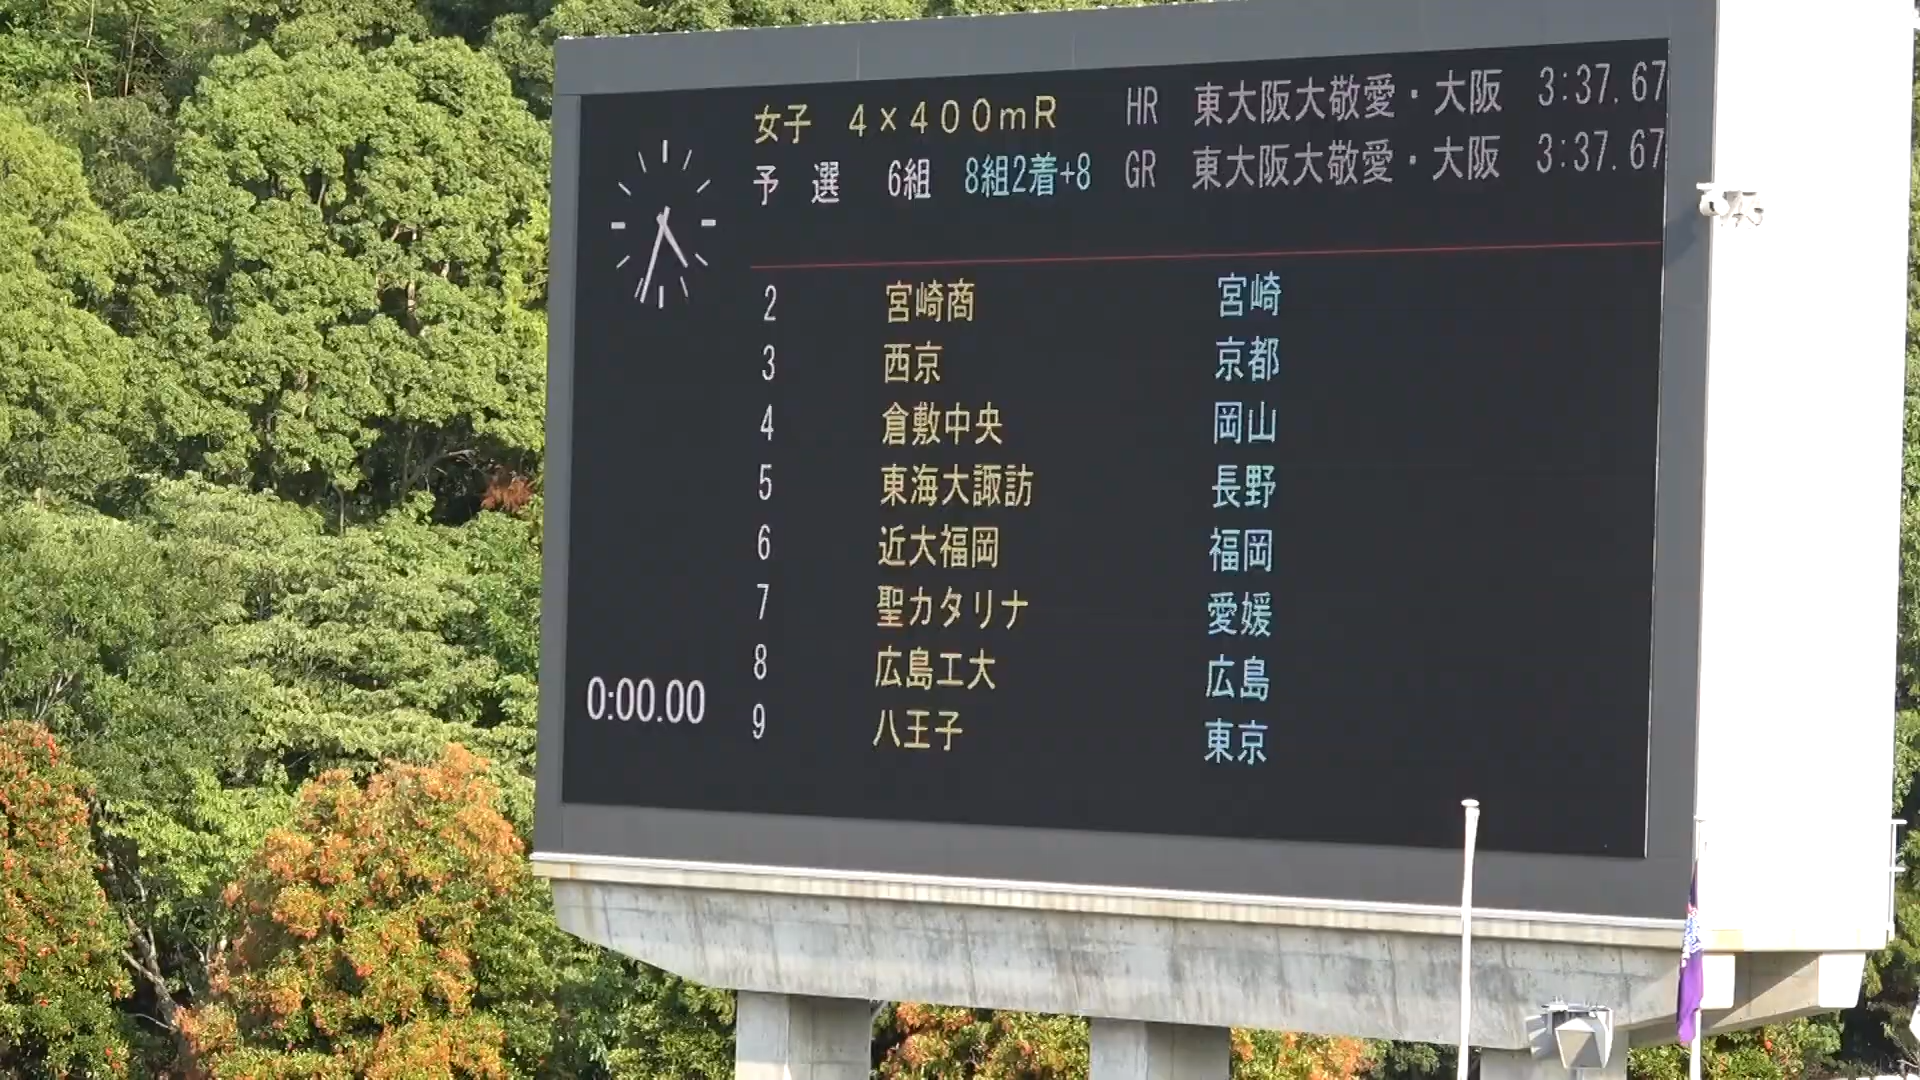 女子 4×400mR HR 東大阪大敬愛・大阪 3:37.67
予 選 6組 8組2着+8 GR 東大阪大敬愛・大阪 3:37.67
2 宮崎商 宮崎
3 西京 京都
4 倉敷中央 岡山
5 東海大諏訪 長野
6 近大福岡 福岡
7 聖カタリナ 愛媛
8 広島工大 広島
9 八王子 東京
0:00.00